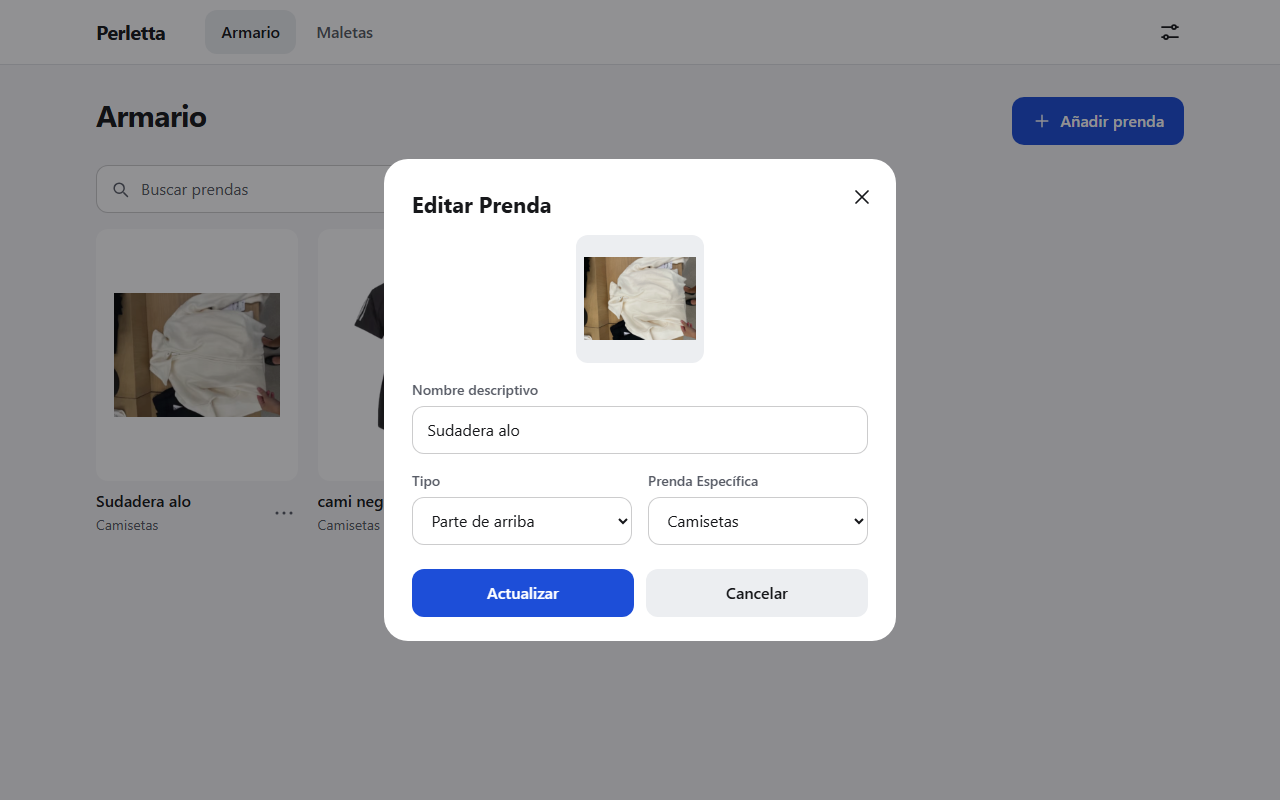 Perletta
Armario
Maletas
Armario
Añadir prenda
Buscar prendas
Sudadera alo
Camisetas
cami neg
Camisetas
Editar Prenda
Nombre descriptivo
Sudadera alo
Tipo
Prenda Específica
Parte de arriba
Camisetas
Actualizar
Cancelar